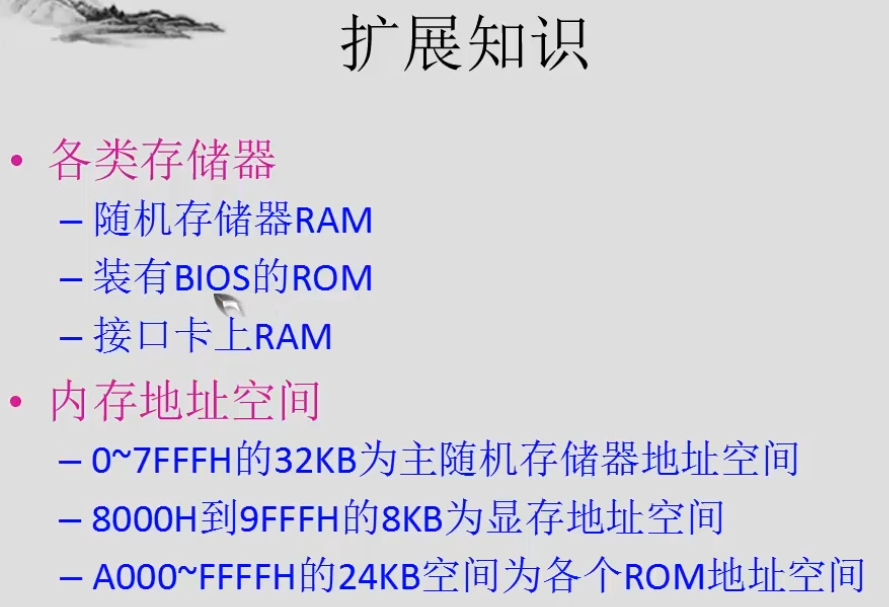 扩展知识
• 各类存储器
– 随机存储器RAM
– 装有BIOS的ROM
– 接口卡上RAM
• 内存地址空间
– 0~7FFFH的32KB为主随机存储器地址空间
– 8000H到9FFFH的8KB为显存地址空间
– A000~FFFFH的24KB空间为各个ROM地址空间